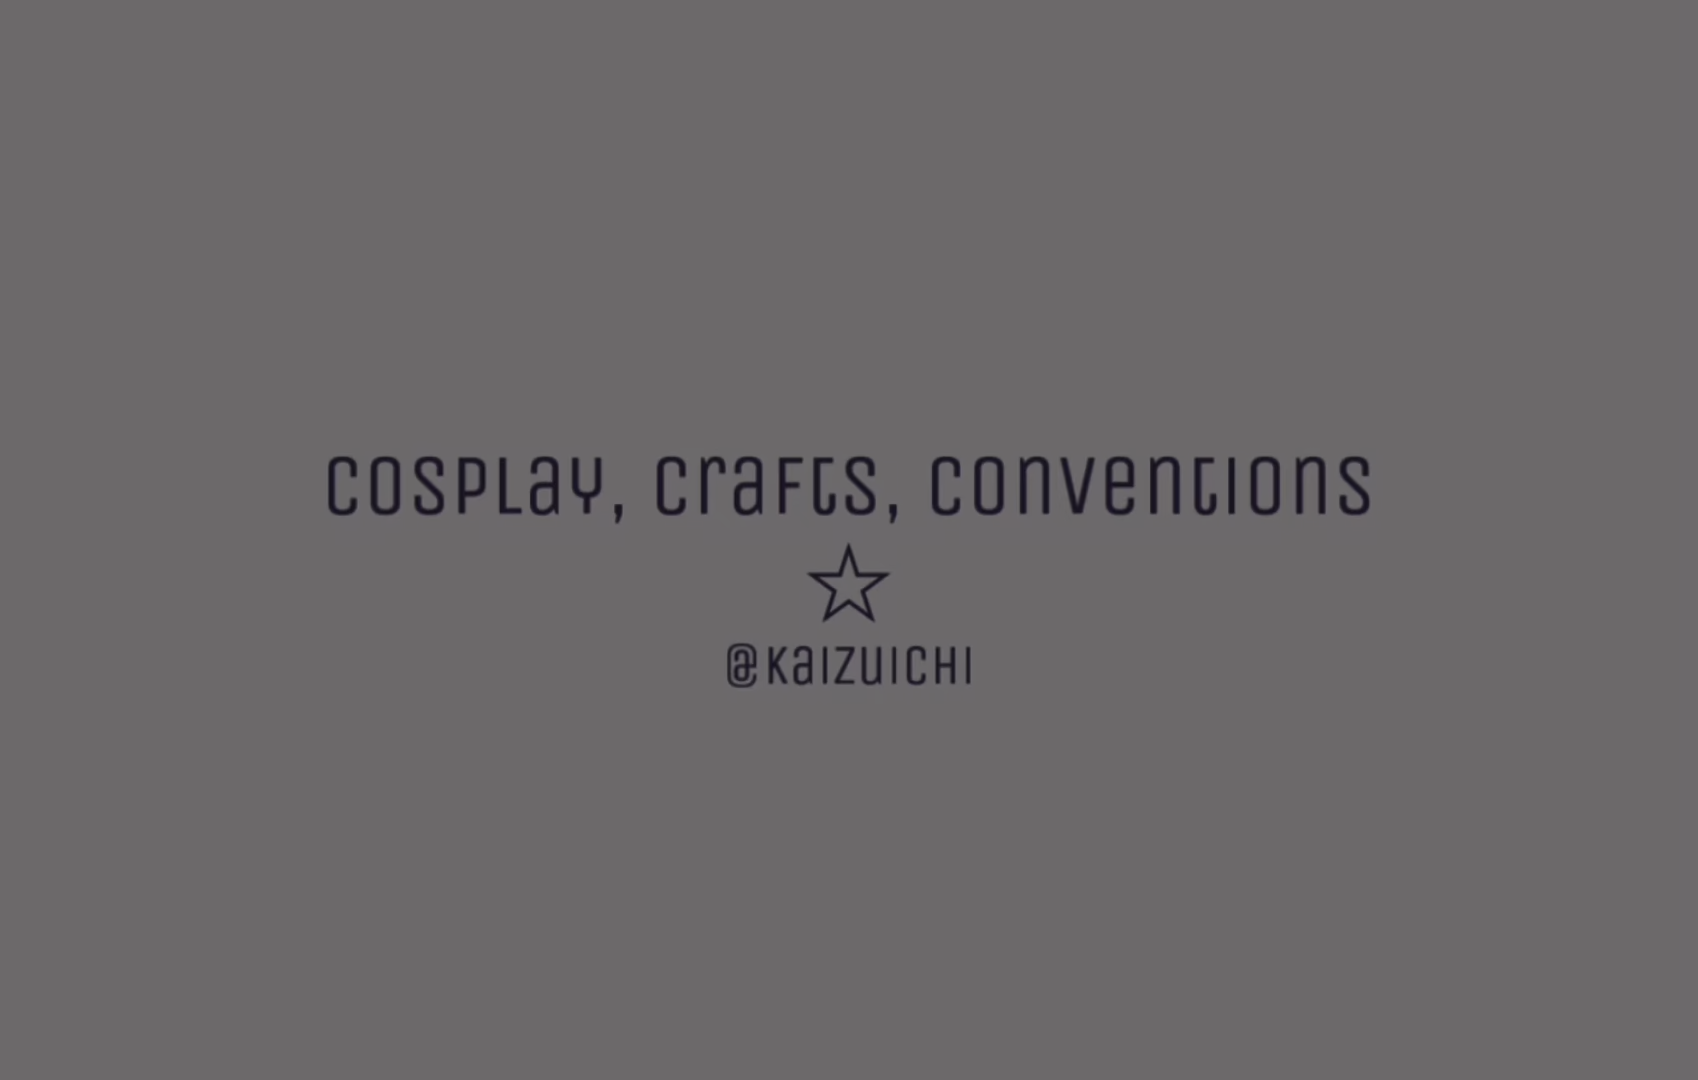 cosplay, crafts, conventions
☆
@kaizuichi